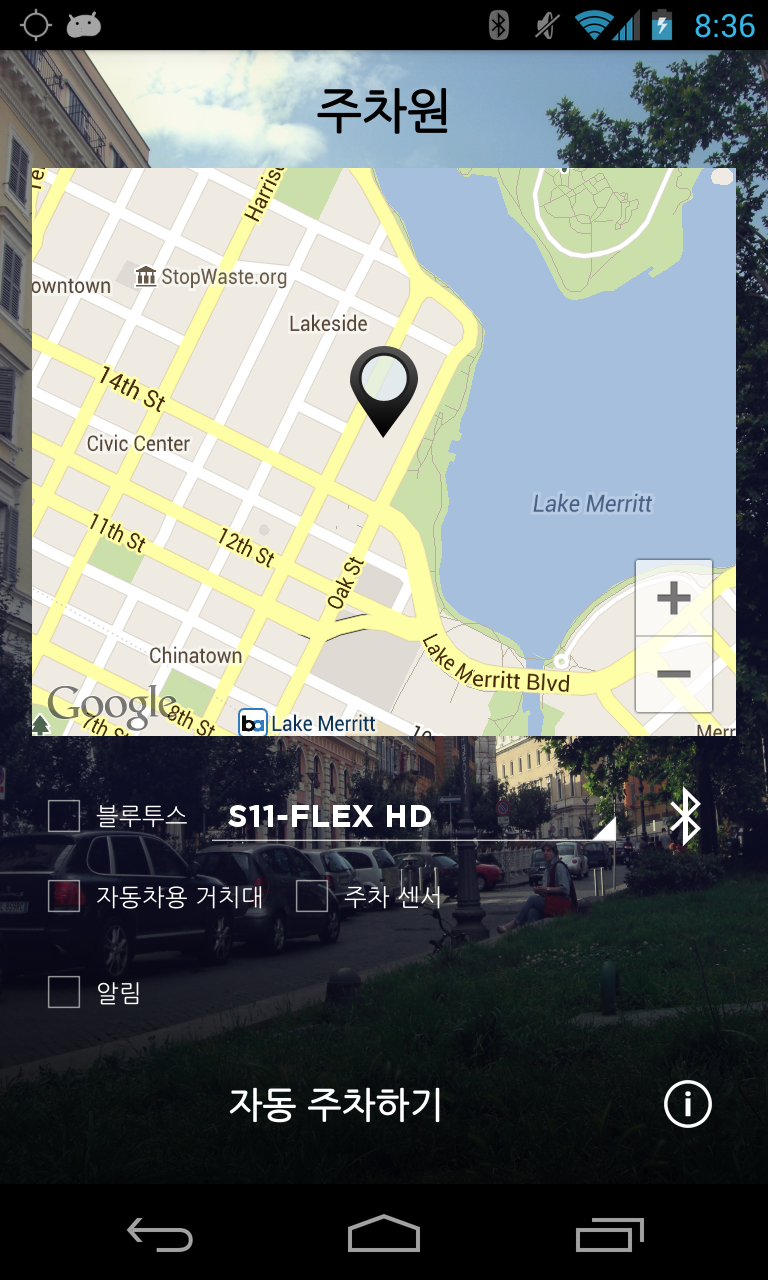 8:36
주차원
Harris
owntown
StopWaste.org
Lakeside
14th St
Civic Center
Lake Merritt
11th St
12th St
Oak St
Chinatown
Lake Merritt Blvd
Google
7th St
8th St
ba Lake Merritt
10
Merr
블루투스
S11-FLEX HD
자동차용 거치대
주차 센서
알림
자동 주차하기